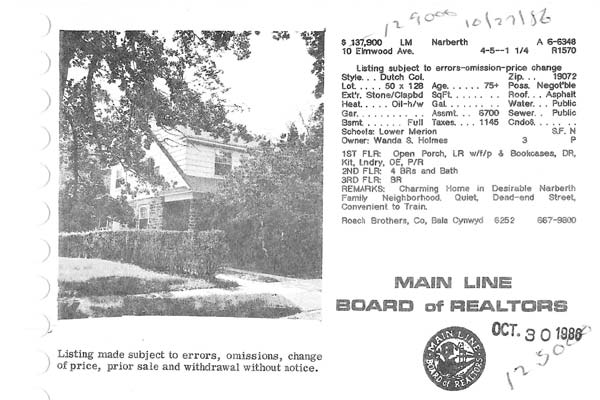 129000 10/27/86
$ 137,900 LM Narberth A 6-6348
10 Elmwood Ave. 4-5--1 1/4 R1570
Listing subject to errors-omission-price change
Style. . . Dutch Col. Zip. . . 19072
Lot. . . . . 50 x 128 Age. . . . . . 75+ Poss. Negot'ble
Ext'r. Stone/Clapbd SqFt. . . . . . . . Roof. . . Asphalt
Heat. . . . . Oil-h/w Gal. . . . . . . . Water. . . Public
Gar. . . . . . . . . . Assmt. . . 6700 Sewer. . Public
Bsmt. . . . . . Full Taxes. . . . 1145 Cndo$. . . . . .
Schools: Lower Merion S.F. N
Owner: Wanda S. Holmes 3 P
1ST FLR: Open Porch, LR w/f/p & Bookcases, DR,
Kit, Lndry, OE, P/R
2ND FLR: 4 BRs and Bath
3RD FLR: BR
REMARKS: Charming Home in Desirable Narberth
Family Neighborhood. Quiet, Dead-end Street,
Convenient to Train.
Roach Brothers, Co, Bala Cynwyd 6252 667-9800
MAIN LINE
BOARD of REALTORS
OCT. 30 1986
MAIN LINE
BOARD OF REALTORS
Listing made subject to errors, omissions, change
of price, prior sale and withdrawal without notice.